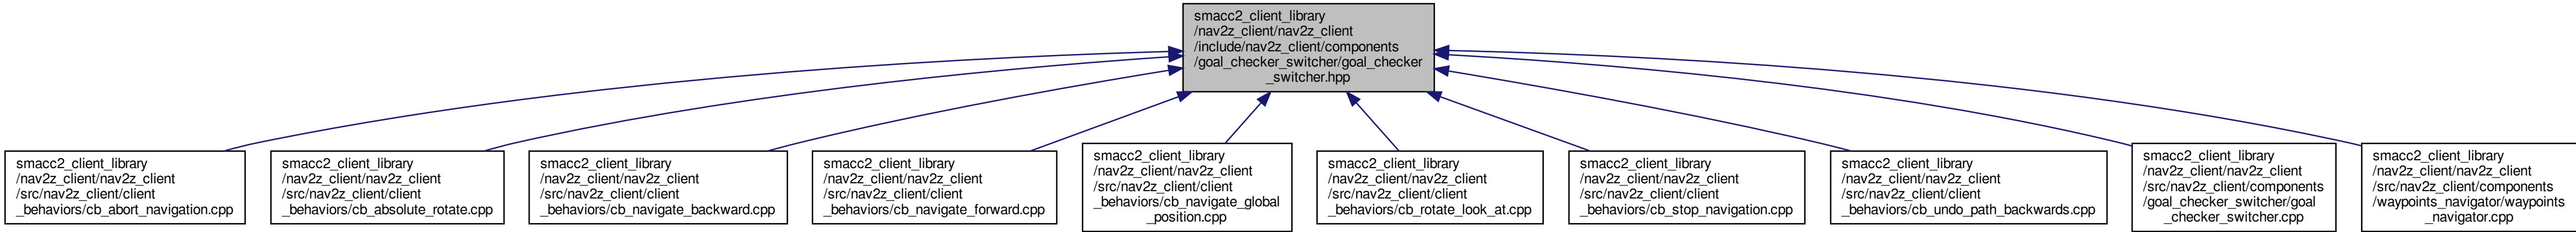 smacc2_client_library
/nav2z_client/nav2z_client
/include/nav2z_client/components
/goal_checker_switcher/goal_checker
_switcher.hpp
smacc2_client_library
/nav2z_client/nav2z_client
/src/nav2z_client/client
_behaviors/cb_abort_navigation.cpp
smacc2_client_library
/nav2z_client/nav2z_client
/src/nav2z_client/client
_behaviors/cb_absolute_rotate.cpp
smacc2_client_library
/nav2z_client/nav2z_client
/src/nav2z_client/client
_behaviors/cb_navigate_backward.cpp
smacc2_client_library
/nav2z_client/nav2z_client
/src/nav2z_client/client
_behaviors/cb_navigate_forward.cpp
smacc2_client_library
/nav2z_client/nav2z_client
/src/nav2z_client/client
_behaviors/cb_navigate_global
_position.cpp
smacc2_client_library
/nav2z_client/nav2z_client
/src/nav2z_client/client
_behaviors/cb_rotate_look_at.cpp
smacc2_client_library
/nav2z_client/nav2z_client
/src/nav2z_client/client
_behaviors/cb_stop_navigation.cpp
smacc2_client_library
/nav2z_client/nav2z_client
/src/nav2z_client/client
_behaviors/cb_undo_path_backwards.cpp
smacc2_client_library
/nav2z_client/nav2z_client
/src/nav2z_client/components
/goal_checker_switcher/goal
_checker_switcher.cpp
smacc2_client_library
/nav2z_client/nav2z_client
/src/nav2z_client/components
/waypoints_navigator/waypoints
_navigator.cpp